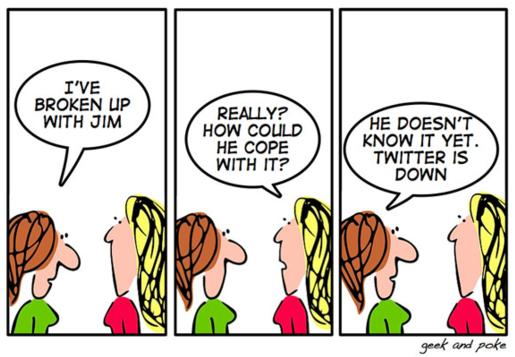 I'VE
BROKEN UP
WITH JIM
REALLY?
HOW COULD
HE COPE
WITH IT?
HE DOESN'T
KNOW IT YET.
TWITTER IS
DOWN
geek and poke